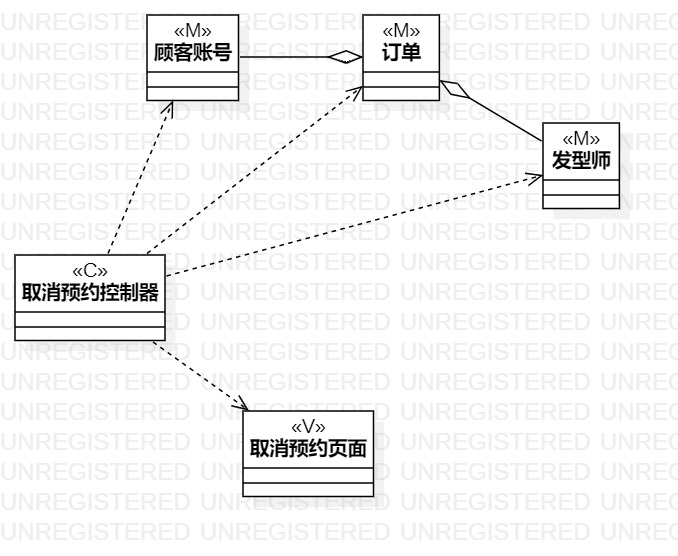 «M»
顾客账号
«M»
订单
«M»
发型师
«C»
取消预约控制器
«V»
取消预约页面
UNREGISTERED UNREGISTERED UNREGISTERED UNREGISTERED